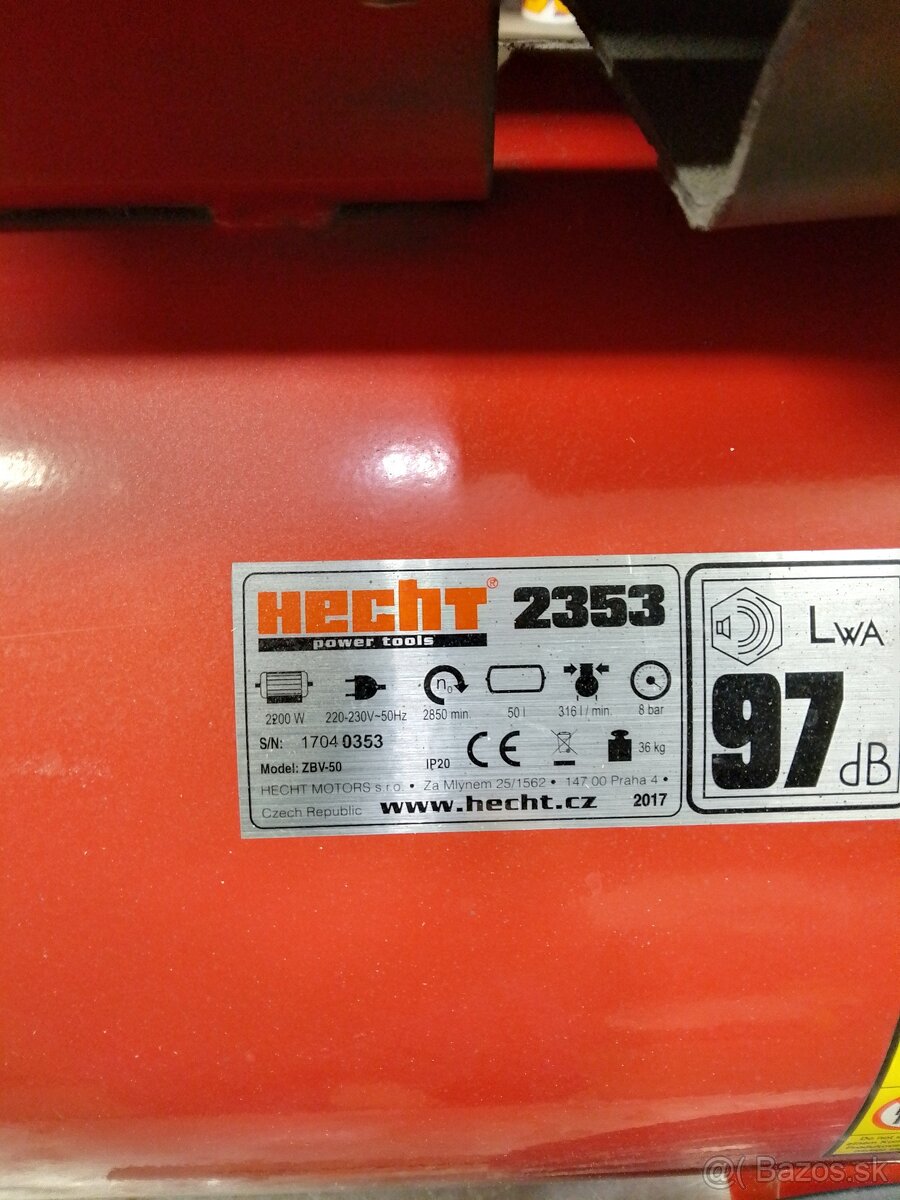 HECHT® 2353
power tools
n₀
2200 W 220-230V~50Hz 2850 min. 50 l 316 l / min. 8 bar
S/N: 1704 0353
IP20 CE 36 kg
Model: ZBV-50
HECHT MOTORS s.r.o. • Za Mlynem 25/1562 • 147 00 Praha 4 •
Czech Republic www.hecht.cz 2017
LWA
97 dB
Do not
@( Bazos.sk